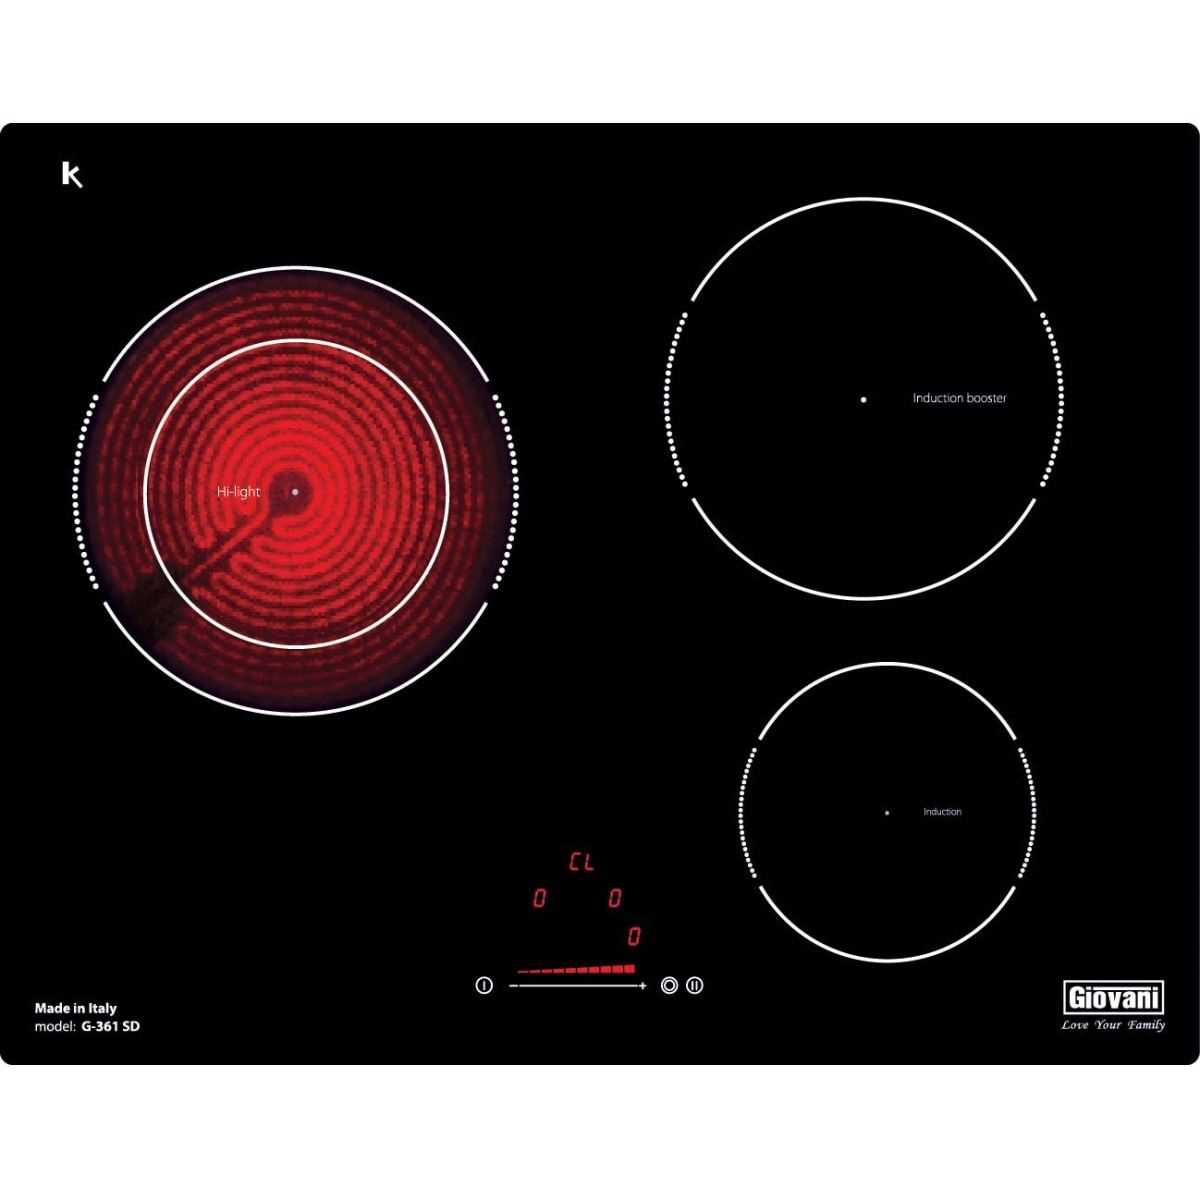 k
Induction booster
Hi-light
Induction
CL
0 0
0
− +
Made in Italy
model: G-361 SD
Giovani
Love Your Family